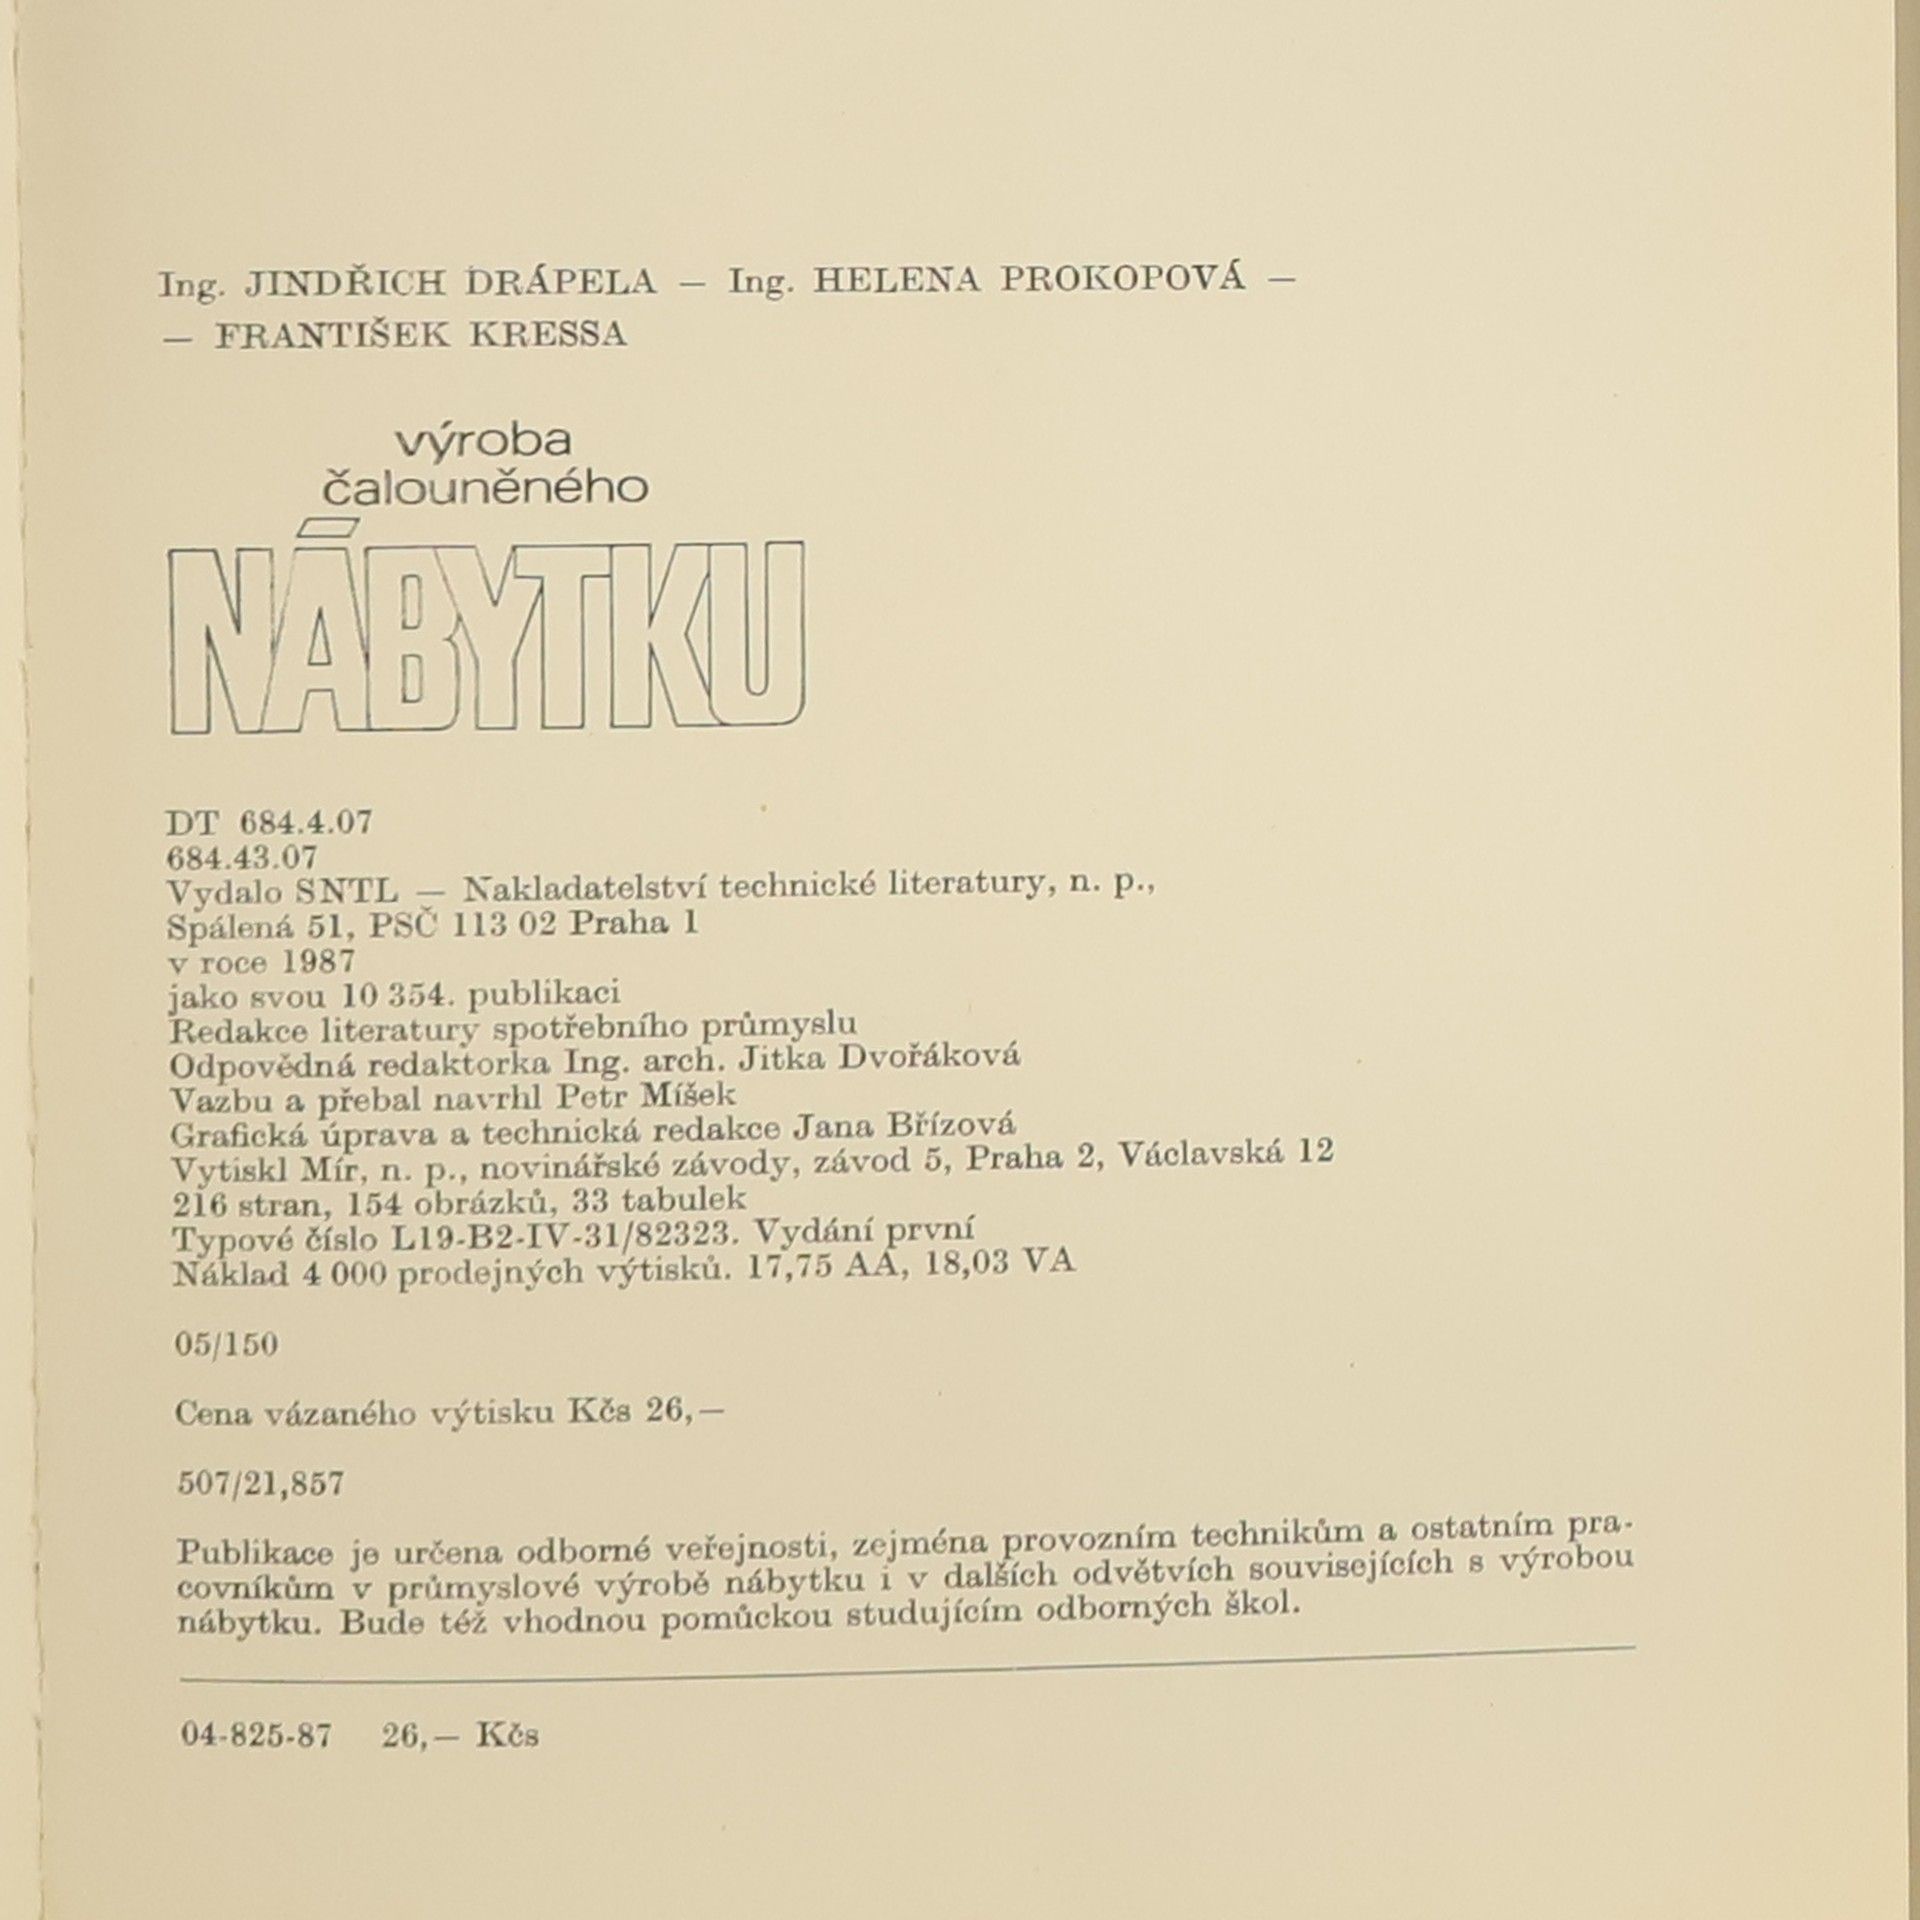 Ing. JINDŘICH DRÁPELA — Ing. HELENA PROKOPOVÁ —
— FRANTIŠEK KRESSA
výroba
čalouněného
NÁBYTKU
DT 684.4.07
684.43.07
Vydalo SNTL — Nakladatelství technické literatury, n. p.,
Spálená 51, PSČ 113 02 Praha 1
v roce 1987
jako svou 10 354. publikaci
Redakce literatury spotřebního průmyslu
Odpovědná redaktorka Ing. arch. Jitka Dvořáková
Vazbu a přebal navrhl Petr Míšek
Grafická úprava a technická redakce Jana Břízová
Vytiskl Mír, n. p., novinářské závody, závod 5, Praha 2, Václavská 12
216 stran, 154 obrázků, 33 tabulek
Typové číslo L19-B2-IV-31/82323. Vydání první
Náklad 4 000 prodejných výtisků. 17,75 AA, 18,03 VA
05/150
Cena vázaného výtisku Kčs 26,—
507/21,857
Publikace je určena odborné veřejnosti, zejména provozním technikům a ostatním pra-
covníkům v průmyslové výrobě nábytku i v dalších odvětvích souvisejících s výrobou
nábytku. Bude též vhodnou pomůckou studujícím odborných škol.
04-825-87 26,— Kčs